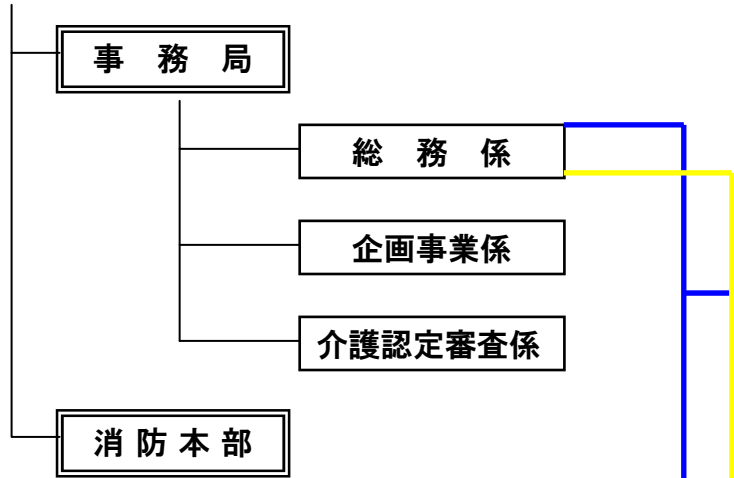 事 務 局
総 務 係
企画事業係
介護認定審査係
消 防 本 部